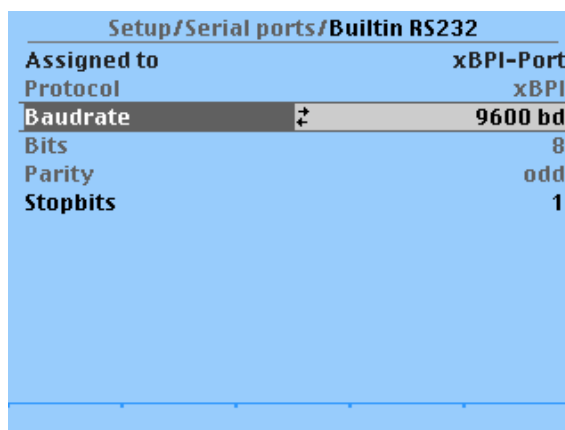 Setup/Serial ports/Builtin RS232
Assigned to xBPI-Port
Protocol xBPI
Baudrate 9600 bd
Bits 8
Parity odd
Stopbits 1